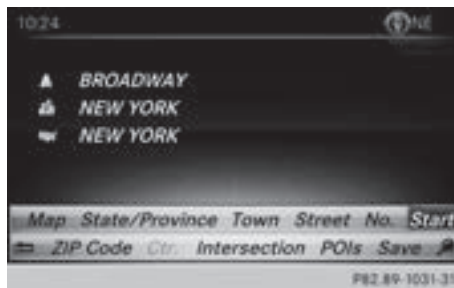 10:24 NE
BROADWAY
NEW YORK
NEW YORK
Map State/Province Town Street No. Start
ZIP Code Ctr. Intersection POIs Save
P82.89-1031-31